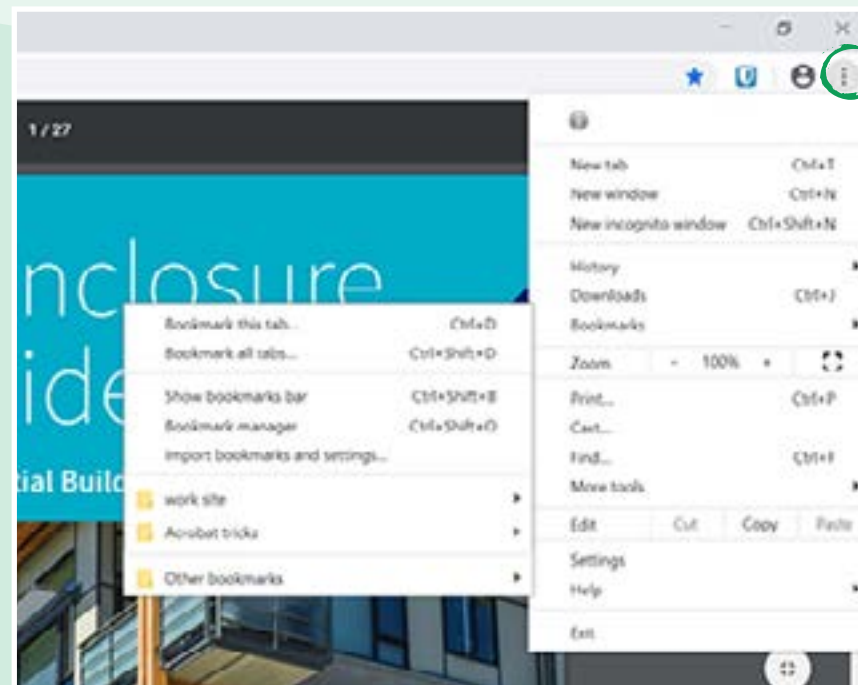 1 / 27
nclosure
ide
tial Build
New tab Ctrl+T
New window Ctrl+N
New incognito window Ctrl+Shift+N
History
Downloads Ctrl+J
Bookmarks
Zoom - 100% +
Print... Ctrl+P
Cast...
Find... Ctrl+F
More tools
Edit Cut Copy Paste
Settings
Help
Exit
Bookmark this tab... Ctrl+D
Bookmark all tabs... Ctrl+Shift+D
Show bookmarks bar Ctrl+Shift+B
Bookmark manager Ctrl+Shift+O
Import bookmarks and settings...
work site
Acrobat tricks
Other bookmarks